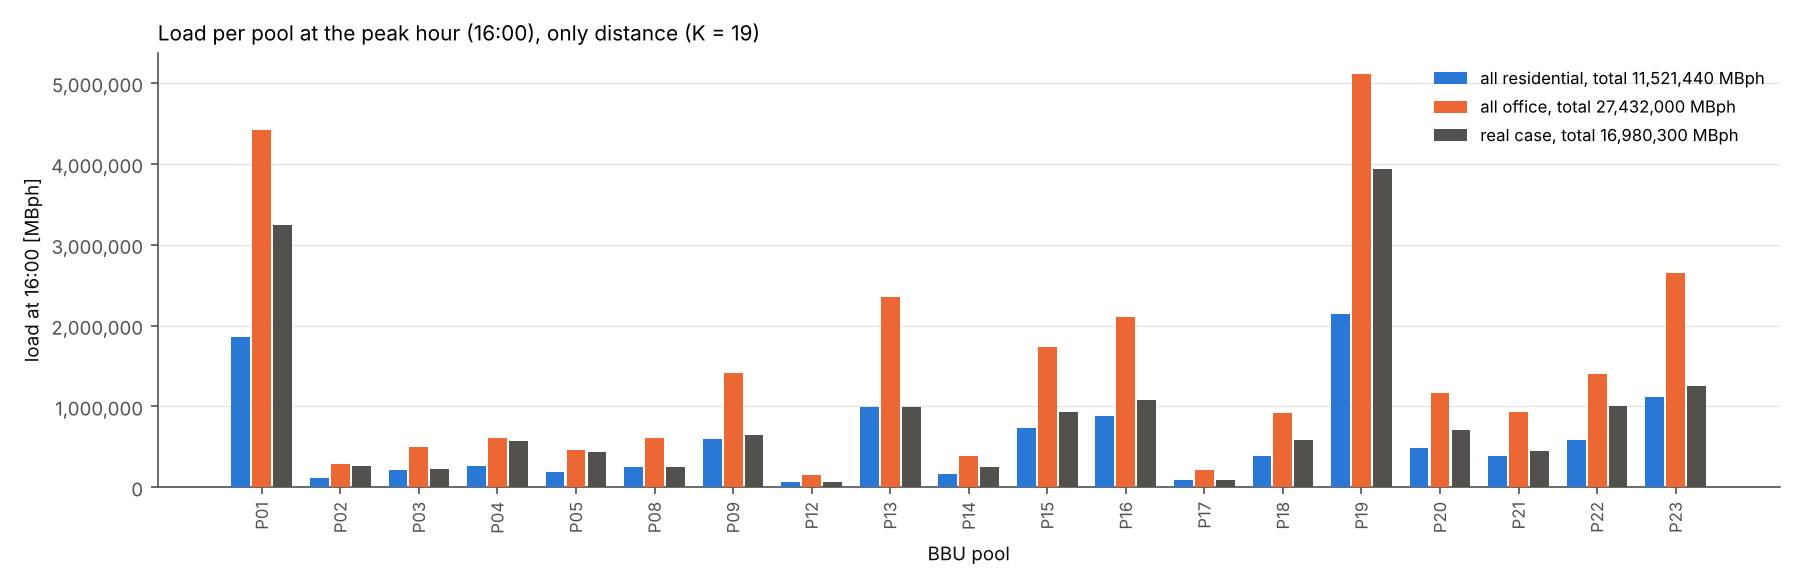 Load per pool at the peak hour (16:00), only distance (K = 19)
all residential, total 11,521,440 MBph
all office, total 27,432,000 MBph
real case, total 16,980,300 MBph
load at 16:00 [MBph]
5,000,000
4,000,000
3,000,000
2,000,000
1,000,000
0
P01
P02
P03
P04
P05
P08
P09
P12
P13
P14
P15
P16
P17
P18
P19
P20
P21
P22
P23
BBU pool